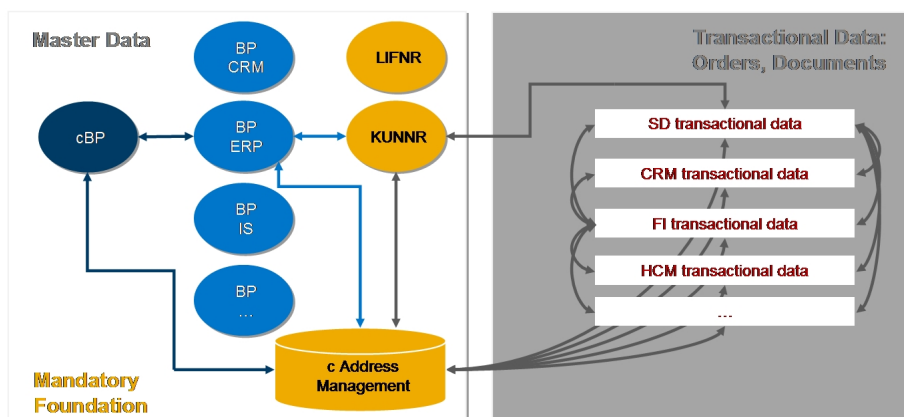 Master Data
BP
CRM
LIFNR
Transactional Data:
Orders, Documents
cBP
BP
ERP
KUNNR
SD transactional data
CRM transactional data
BP
IS
FI transactional data
HCM transactional data
BP
...
...
c Address
Management
Mandatory
Foundation